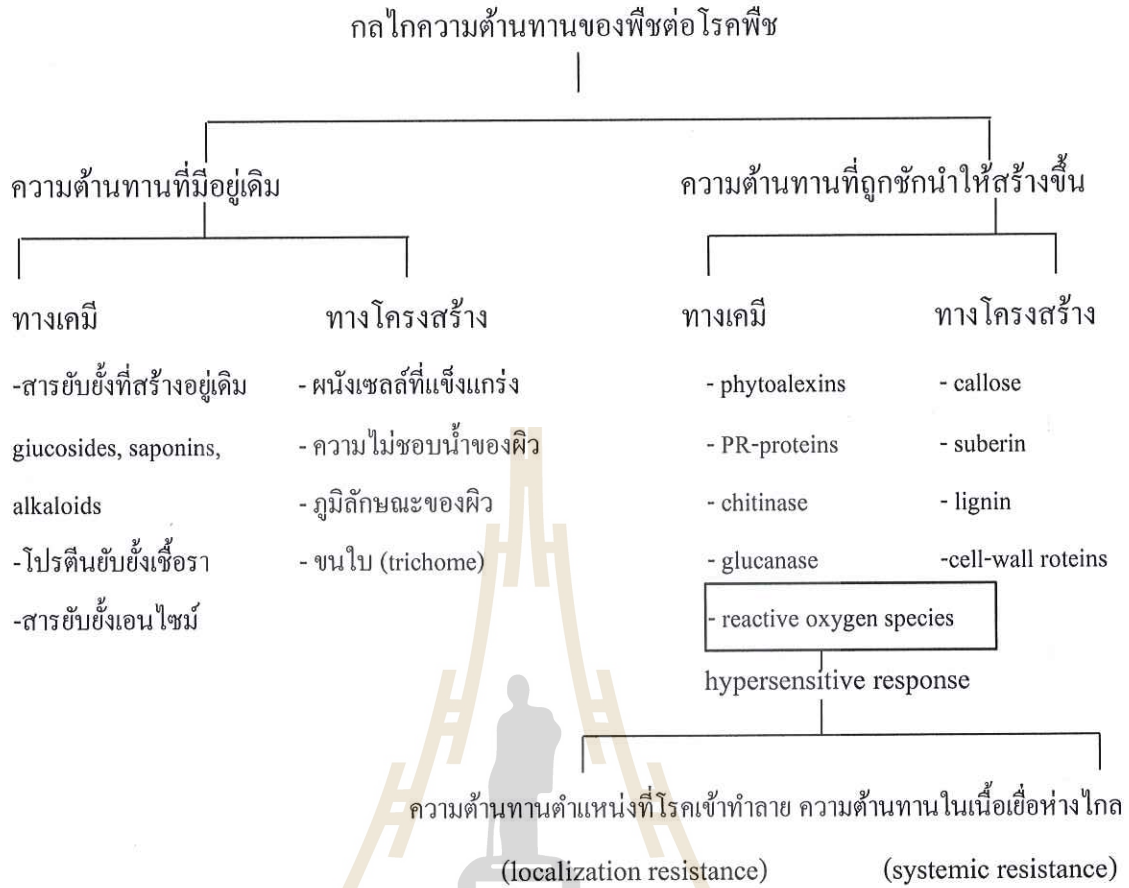 กลไกความต้านทานของพืชต่อโรคพืช
ความต้านทานที่มีอยู่เดิม
ความต้านทานที่ถูกชักนำให้สร้างขึ้น
ทางเคมี
ทางโครงสร้าง
ทางเคมี
ทางโครงสร้าง
-สารยับยั้งที่สร้างอยู่เดิม
giucosides, saponins,
alkaloids
-โปรตีนยับยั้งเชื้อรา
-สารยับยั้งเอนไซม์
- ผนังเซลล์ที่แข็งแกร่ง
- ความไม่ชอบน้ำของผิว
- ภูมิลักษณะของผิว
- ขนใบ (trichome)
- phytoalexins
- PR-proteins
- chitinase
- glucanase
- reactive oxygen species
- callose
- suberin
- lignin
-cell-wall roteins
hypersensitive response
ความต้านทานตำแหน่งที่โรคเข้าทำลาย
(localization resistance)
ความต้านทานในเนื้อเยื่อห่างไกล
(systemic resistance)